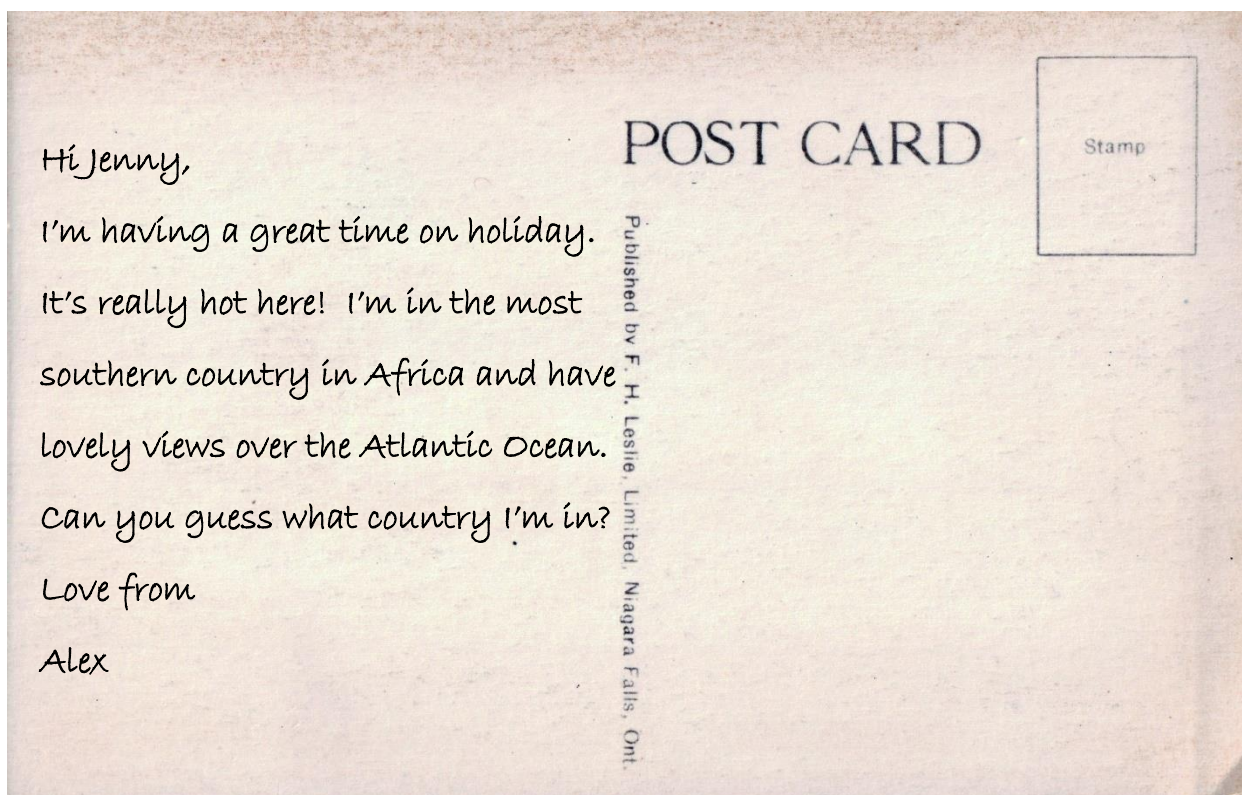 Hi Jenny,
I'm having a great time on holiday.
It's really hot here! I'm in the most
southern country in Africa and have
lovely views over the Atlantic Ocean.
Can you guess what country I'm in?
Love from
Alex
POST CARD
Stamp
Published by F. H. Leslie, Limited, Niagara Falls, Ont.